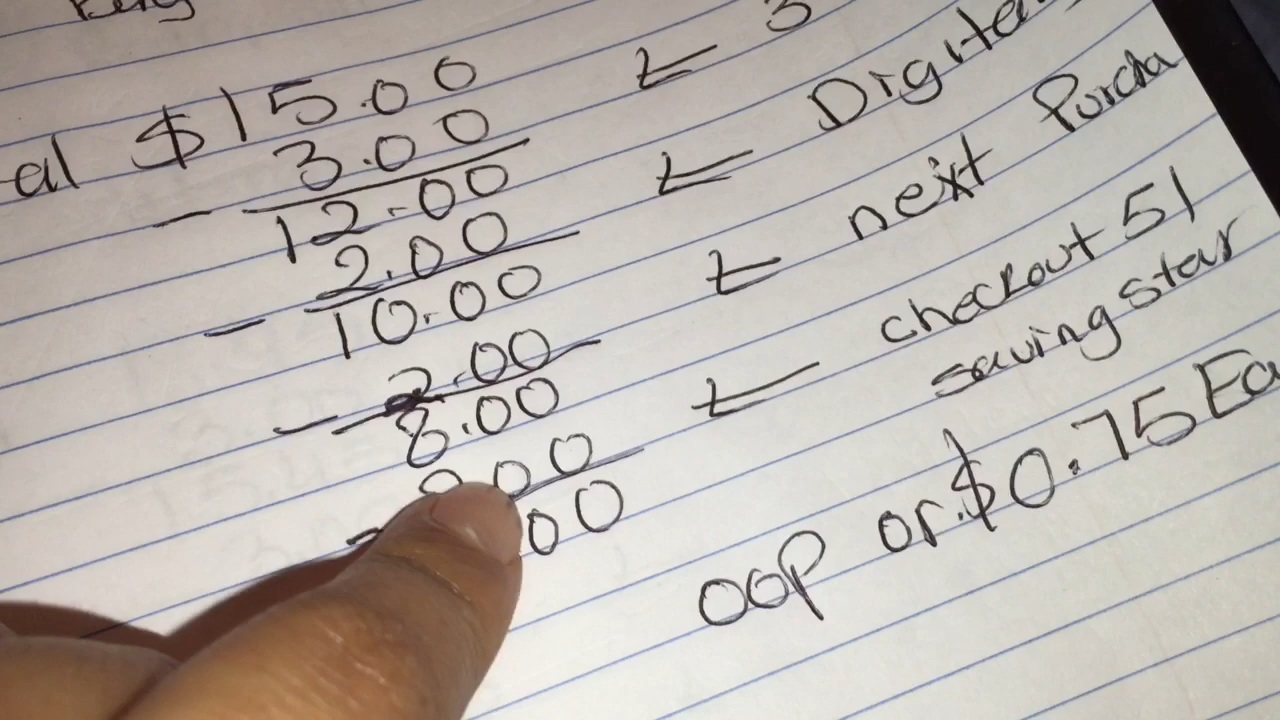 al $15.00
3
- 3.00
Digita
12.00
- 2.00
next Purcha
10.00
- 2.00
checkout 51
8.00
saving star
00
00
oop or $0.75 Ea